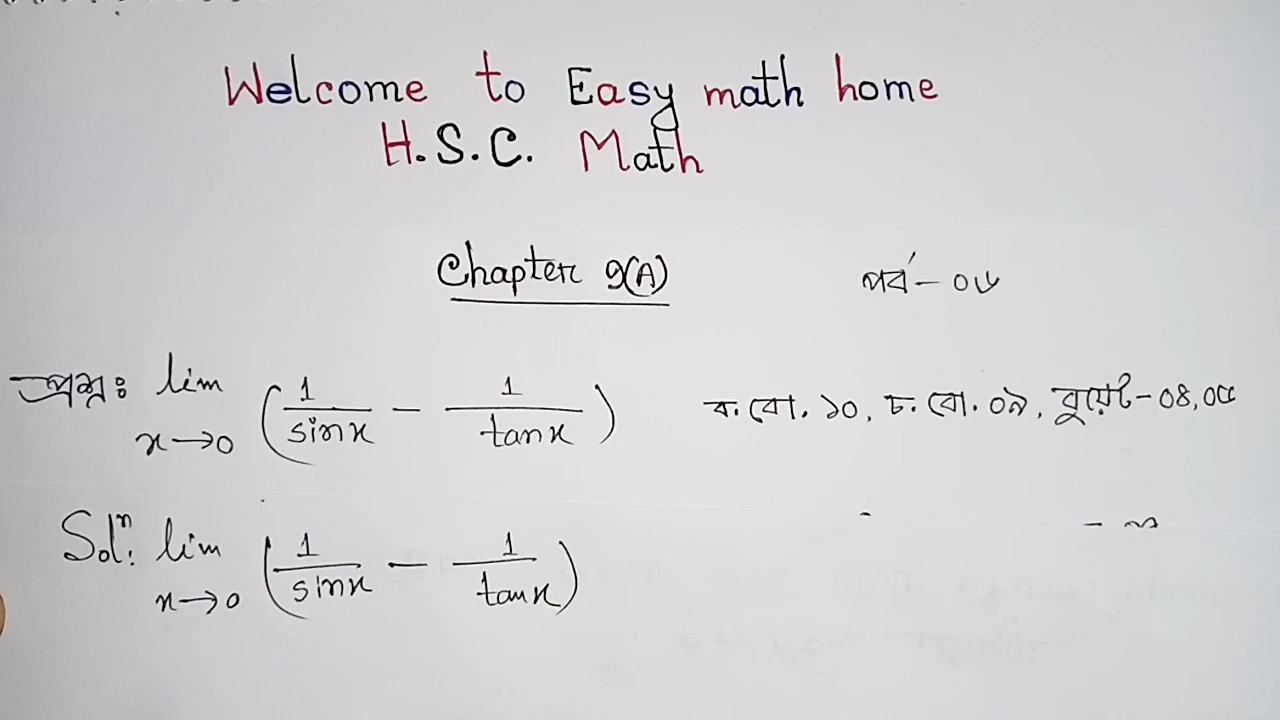 Welcome to Easy math home
H.S.C. Math
Chapter 9(A)
পর্ব - ০৬
প্রশ্নঃ lim x→0 (1/sinx - 1/tanx) ব. বো. ১০, চ. বো. ০৯, বুয়েট - ০৪, ০৫
Solⁿ: lim x→0 (1/sinx - 1/tanx)